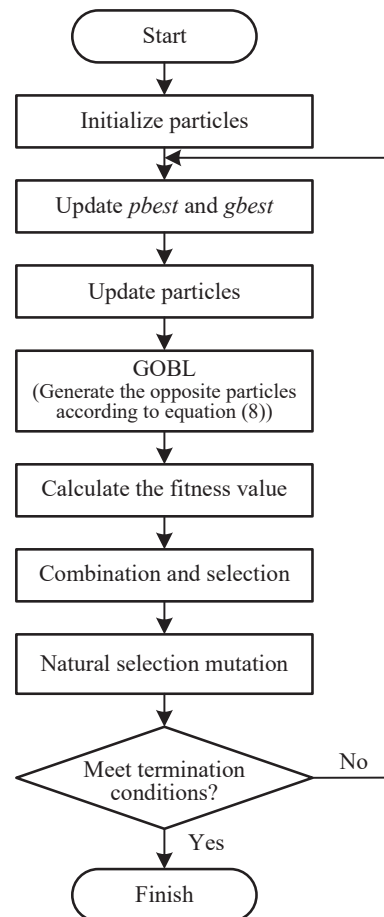 Start
Initialize particles
Update pbest and gbest
Update particles
GOBL
(Generate the opposite particles
according to equation (8))
Calculate the fitness value
Combination and selection
Natural selection mutation
Meet termination
conditions?
No
Yes
Finish